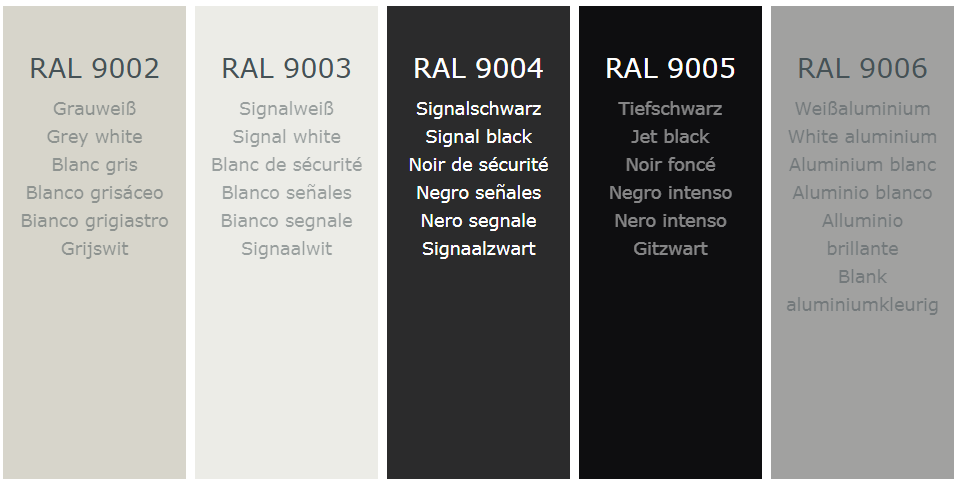 RAL 9002
Grauweiß
Grey white
Blanc gris
Blanco grisáceo
Bianco grigiastro
Grijswit
RAL 9003
Signalweiß
Signal white
Blanc de sécurité
Blanco señales
Bianco segnale
Signaalwit
RAL 9004
Signalschwarz
Signal black
Noir de sécurité
Negro señales
Nero segnale
Signaalzwart
RAL 9005
Tiefschwarz
Jet black
Noir foncé
Negro intenso
Nero intenso
Gitzwart
RAL 9006
Weißaluminium
White aluminium
Aluminium blanc
Aluminio blanco
Alluminio
brillante
Blank
aluminiumkleurig